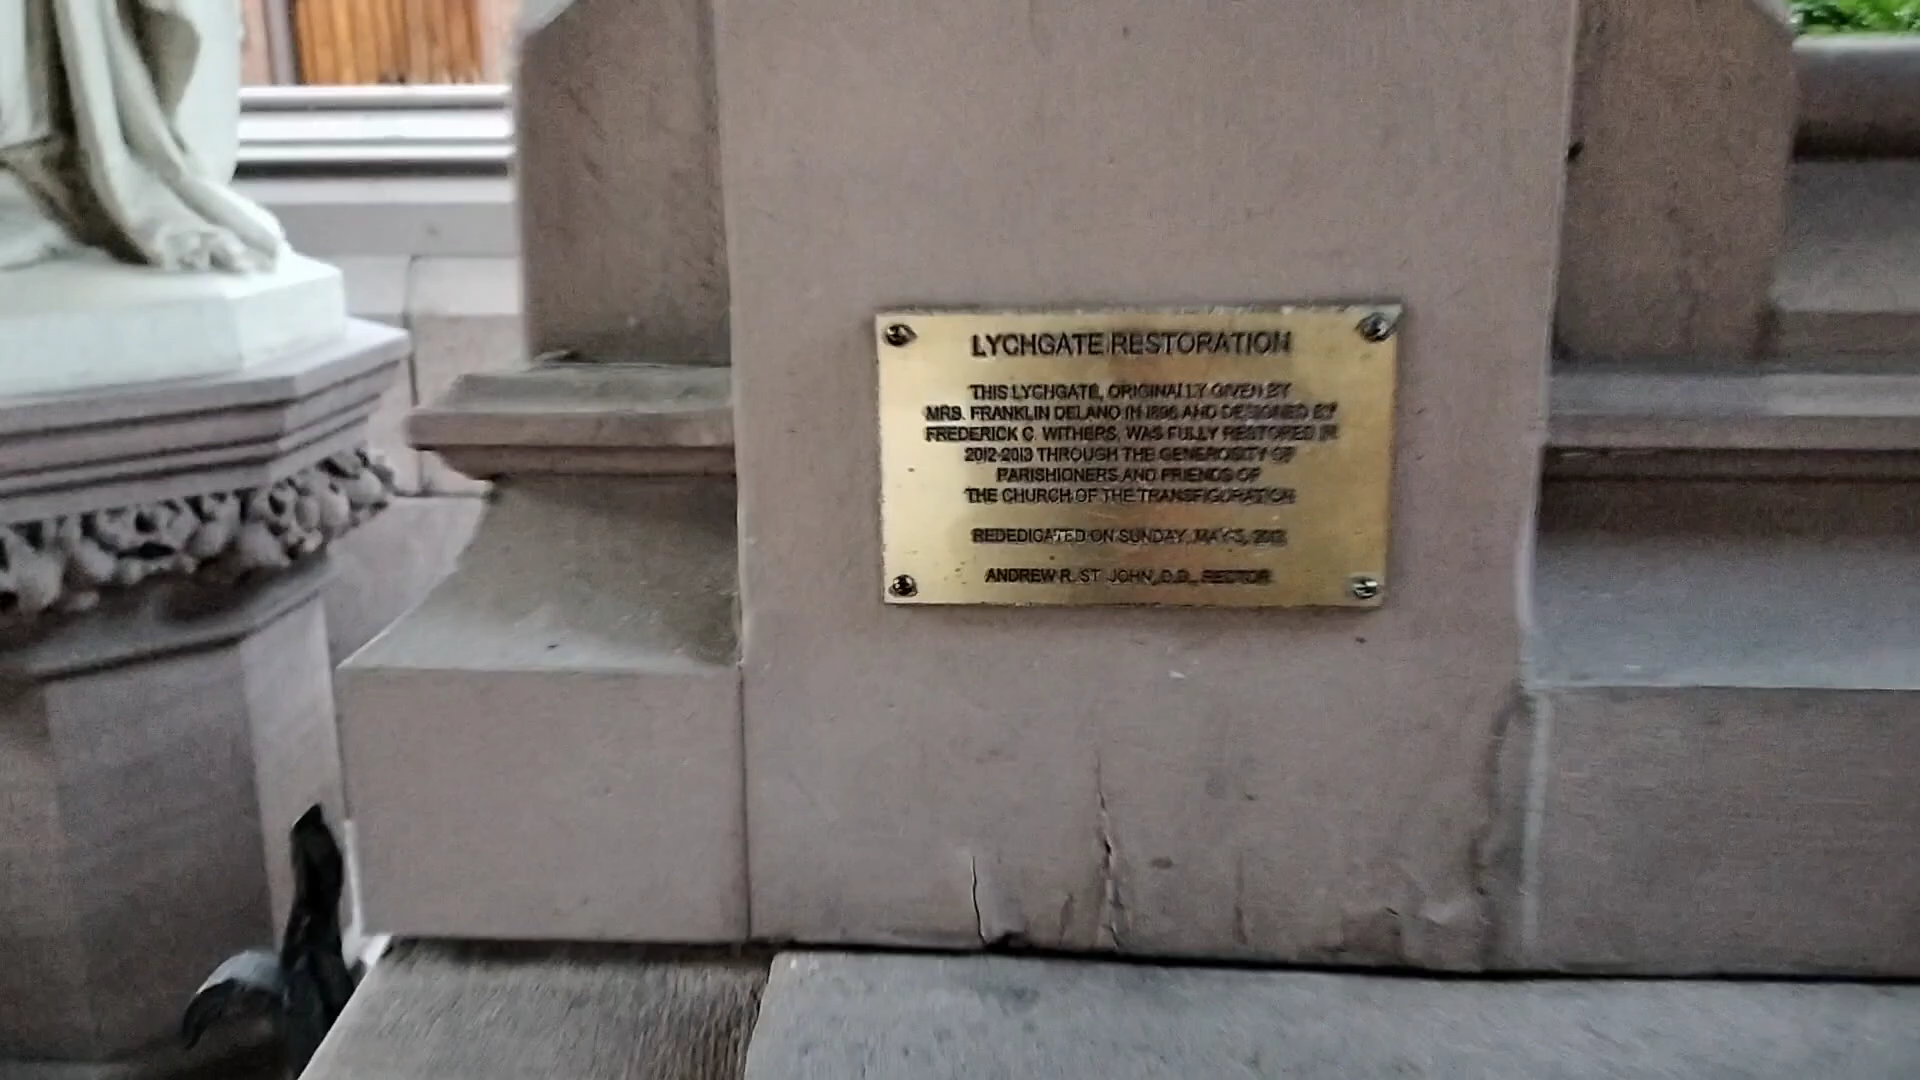 LYCHGATE RESTORATION
THIS LYCHGATE, ORIGINALLY GIVEN BY
MRS. FRANKLIN DELANO IN 1896 AND DESIGNED BY
FREDERICK C. WITHERS, WAS FULLY RESTORED IN
2012-2013 THROUGH THE GENEROSITY OF
PARISHIONERS AND FRIENDS OF
THE CHURCH OF THE TRANSFIGURATION
REDEDICATED ON SUNDAY, MAY
ANDREW R. ST. JOHN, D.D., RECTOR